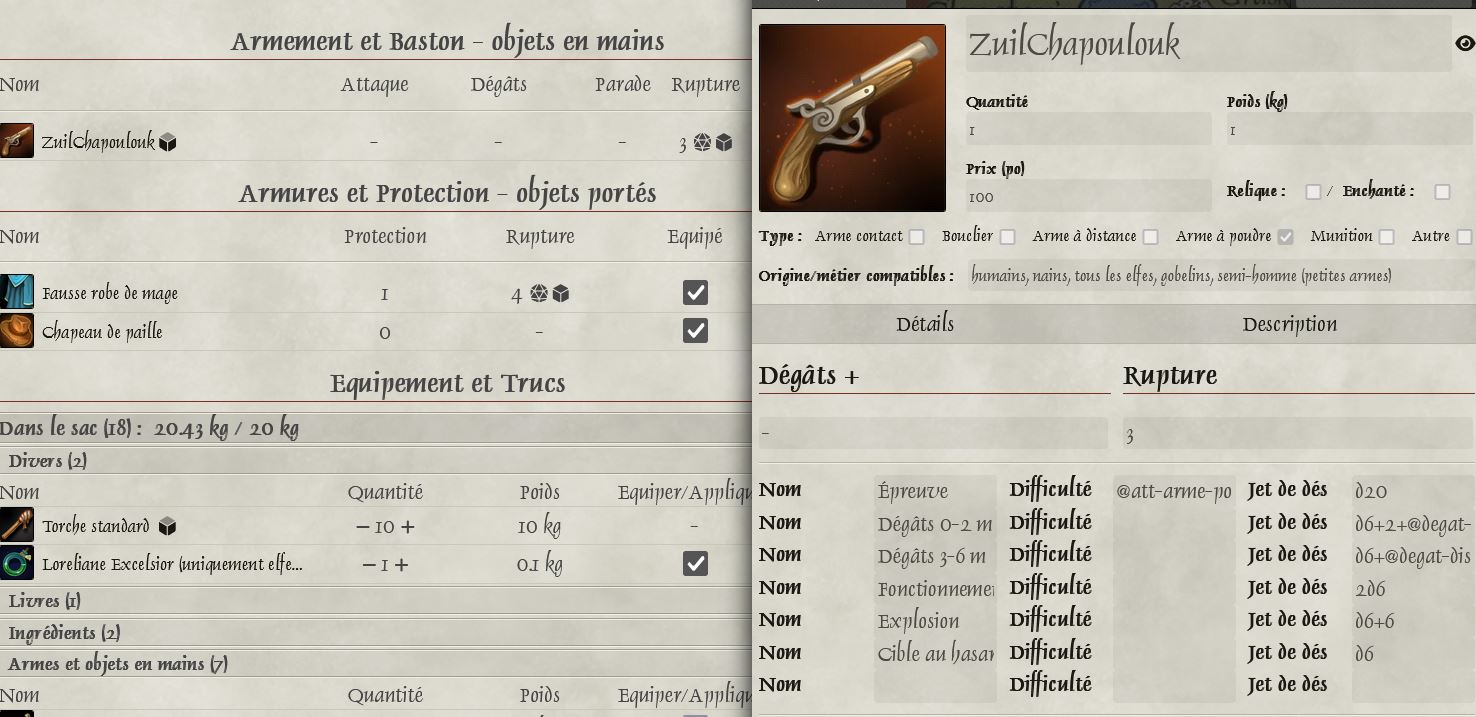 Armement et Baston - objets en mains
Nom Attaque Dégâts Parade Rupture
ZuilChapoulouk - - - 3
Armures et Protection - objets portés
Nom Protection Rupture Equipé
Fausse robe de mage 1 4
Chapeau de paille 0 -
Equipement et Trucs
Dans le sac (18) : 20.43 kg / 20 kg
Divers (2)
Nom Quantité Poids Equiper/Appliqu
Torche standard - 10 + 10 kg -
Loreliane Excelsior (uniquement elfe... - 1 + 0.1 kg
Livres (1)
Ingrédients (2)
Armes et objets en mains (7)
Nom Quantité Poids Equiper/Appliqu
ZuilChapoulouk
Quantité Poids (kg)
1 1
Prix (po)
100 Relique : / Enchanté :
Type : Arme contact Bouclier Arme à distance Arme à poudre Munition Autre
Origine/métier compatibles : humains, nains, tous les elfes, gobelins, semi-homme (petites armes)
Détails Description
Dégâts + Rupture
- 3
Nom Épreuve Difficulté @att-arme-po Jet de dés d20
Nom Dégâts 0-2 m Difficulté Jet de dés d6+2+@degat-
Nom Dégâts 3-6 m Difficulté Jet de dés d6+@degat-dis
Nom Fonctionnemen Difficulté Jet de dés 2d6
Nom Explosion Difficulté Jet de dés d6+6
Nom Cible au hasar Difficulté Jet de dés d6
Nom Difficulté Jet de dés